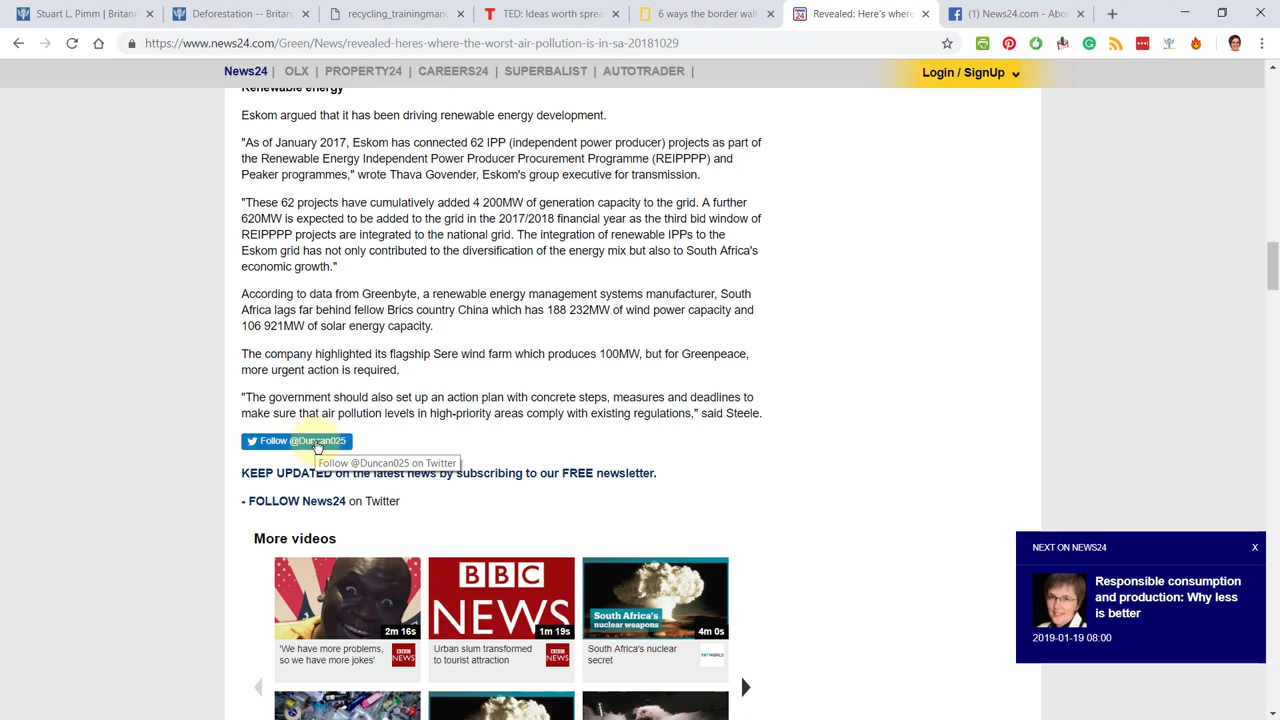 Stuart L. Pimm | Britann
Deforestation -- Britan
recycling_trainingmanu
TED: Ideas worth spre
6 ways the border wall
Revealed: Here's where
(1) News24.com - Abou
https://www.news24.com/Green/News/revealed-heres-where-the-worst-air-pollution-is-in-sa-20181029
News24 | OLX | PROPERTY24 | CAREERS24 | SUPERBALIST | AUTOTRADER |
Login / SignUp
Renewable energy
Eskom argued that it has been driving renewable energy development.
"As of January 2017, Eskom has connected 62 IPP (independent power producer) projects as part of
the Renewable Energy Independent Power Producer Procurement Programme (REIPPPP) and
Peaker programmes," wrote Thava Govender, Eskom's group executive for transmission.
"These 62 projects have cumulatively added 4 200MW of generation capacity to the grid. A further
620MW is expected to be added to the grid in the 2017/2018 financial year as the third bid window of
REIPPPP projects are integrated to the national grid. The integration of renewable IPPs to the
Eskom grid has not only contributed to the diversification of the energy mix but also to South Africa's
economic growth."
According to data from Greenbyte, a renewable energy management systems manufacturer, South
Africa lags far behind fellow Brics country China which has 188 232MW of wind power capacity and
106 921MW of solar energy capacity.
The company highlighted its flagship Sere wind farm which produces 100MW, but for Greenpeace,
more urgent action is required.
"The government should also set up an action plan with concrete steps, measures and deadlines to
make sure that air pollution levels in high-priority areas comply with existing regulations," said Steele.
Follow @Duncan025
Follow @Duncan025 on Twitter
KEEP UPDATED on the latest news by subscribing to our FREE newsletter.
- FOLLOW News24 on Twitter
More videos
2m 16s
'We have more problems,
so we have more jokes'
BBC
NEWS
BBC
NEWS
1m 19s
Urban slum transformed
to tourist attraction
BBC
NEWS
South Africa's
nuclear weapons
4m 0s
South Africa's nuclear
secret
NEXT ON NEWS24
X
Responsible consumption
and production: Why less
is better
2019-01-19 08:00